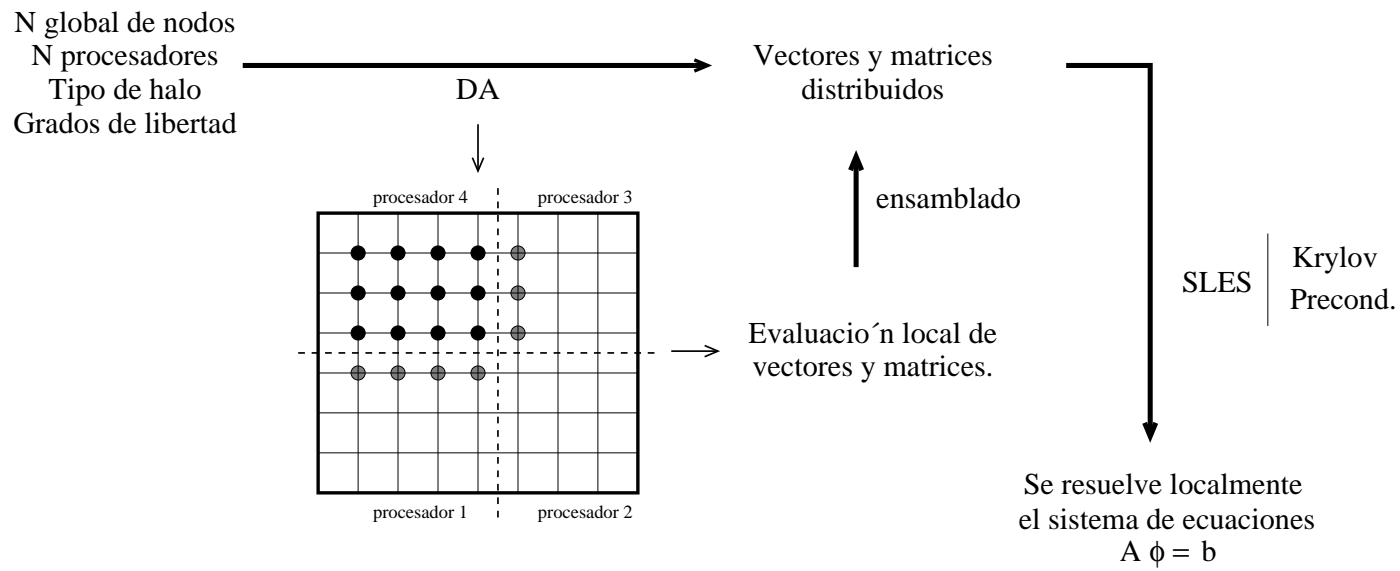 N global de nodos
N procesadores
Tipo de halo
Grados de libertad
DA
Vectores y matrices
distribuidos
procesador 4
procesador 3
ensamblado
SLES
Krylov
Precond.
Evaluacio´n local de
vectores y matrices.
procesador 1
procesador 2
Se resuelve localmente
el sistema de ecuaciones
A ϕ = b